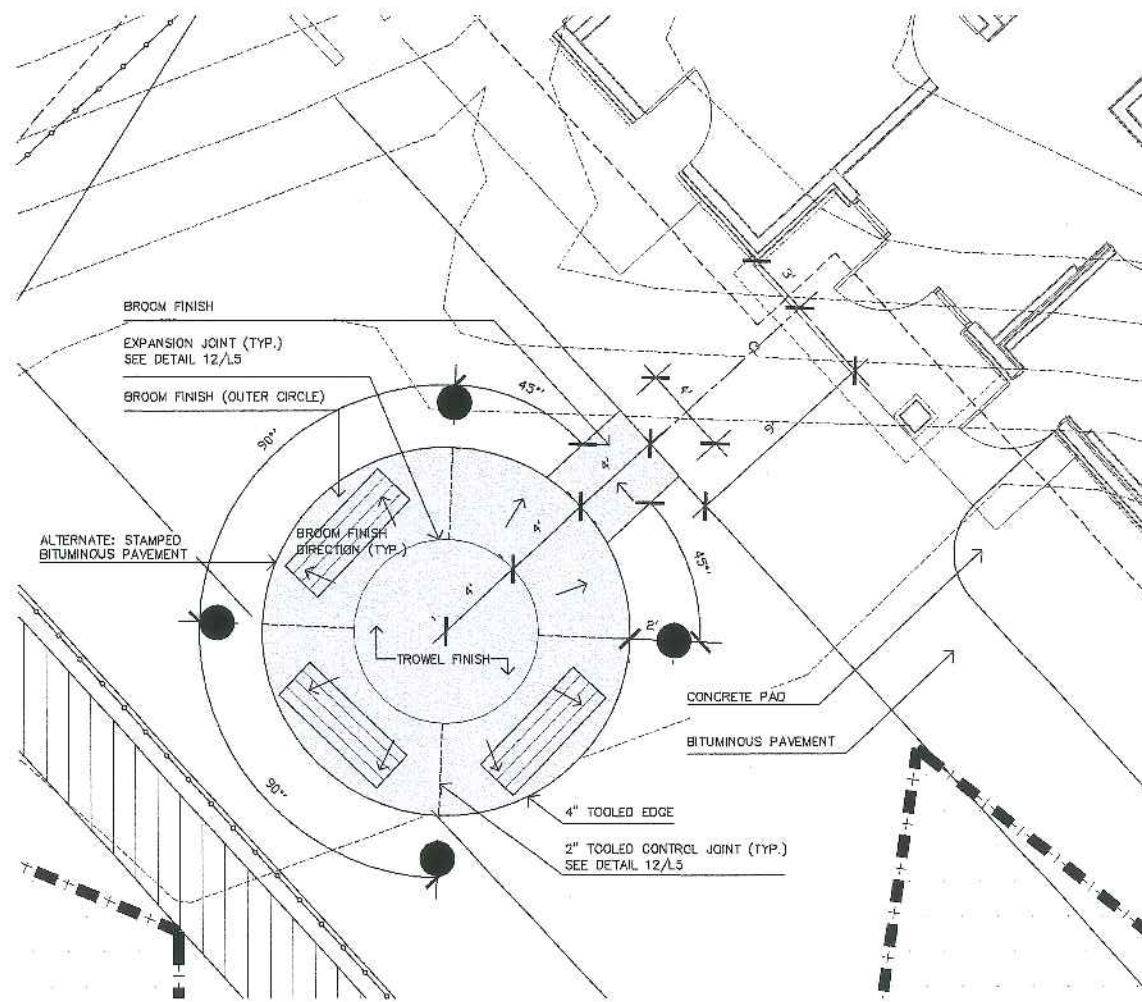 BROOM FINISH
EXPANSION JOINT (TYP.)
SEE DETAIL 12/L5
BROOM FINISH (OUTER CIRCLE)
ALTERNATE: STAMPED
BITUMINOUS PAVEMENT
BROOM FINISH
DIRECTION (TYP.)
TROWEL FINISH
CONCRETE PAD
BITUMINOUS PAVEMENT
4" TOOLED EDGE
2" TOOLED CONTROL JOINT (TYP.)
SEE DETAIL 12/L5
45°
90°
3'
4'
4'
4'
4'
45°
2'
90°